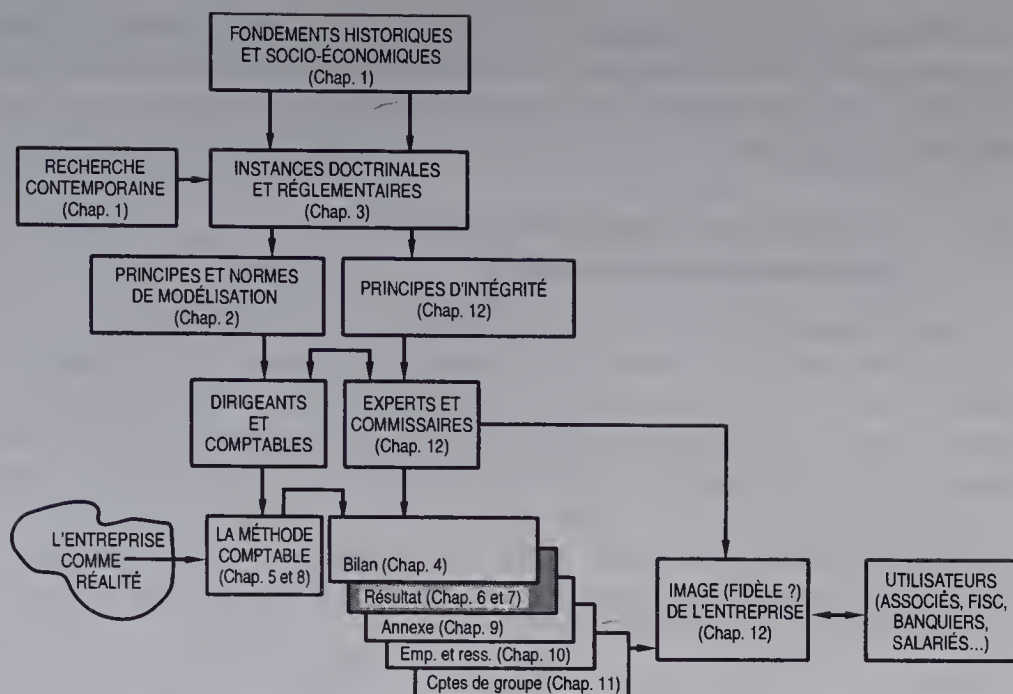 FONDEMENTS HISTORIQUES
ET SOCIO-ÉCONOMIQUES
(Chap. 1)
RECHERCHE
CONTEMPORAINE
(Chap. 1)
INSTANCES DOCTRINALES
ET RÉGLEMENTAIRES
(Chap. 3)
PRINCIPES ET NORMES
DE MODÉLISATION
(Chap. 2)
PRINCIPES D'INTÉGRITÉ
(Chap. 12)
DIRIGEANTS
ET
COMPTABLES
EXPERTS ET
COMMISSAIRES
(Chap. 12)
L'ENTREPRISE
COMME
RÉALITÉ
LA MÉTHODE
COMPTABLE
(Chap. 5 et 8)
Bilan (Chap. 4)
Résultat (Chap. 6 et 7)
Annexe (Chap. 9)
Emp. et ress. (Chap. 10)
Cptes de groupe (Chap. 11)
IMAGE (FIDÈLE ?)
DE L'ENTREPRISE
(Chap. 12)
UTILISATEURS
(ASSOCIÉS, FISC,
BANQUIERS,
SALARIÉS...)